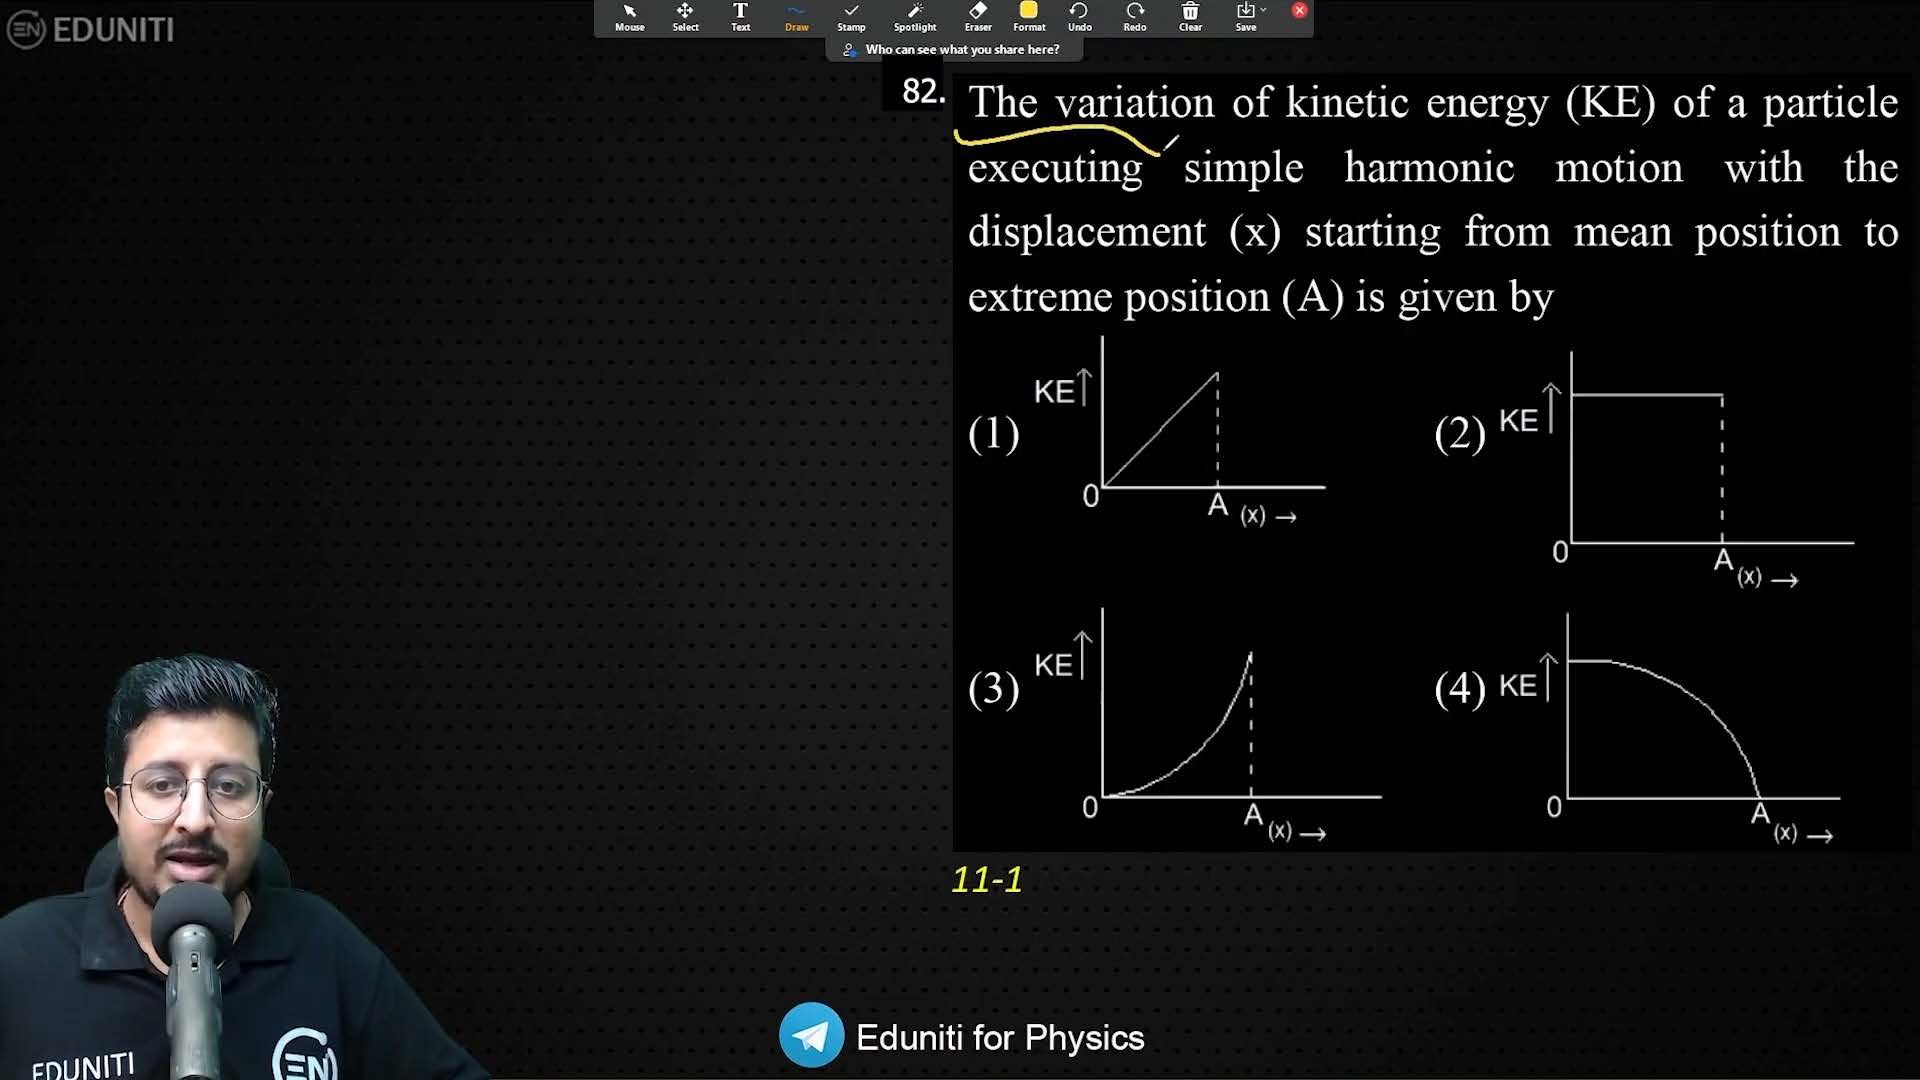 EN EDUNITI
Mouse Select Text Draw Stamp Spotlight Eraser Format Undo Redo Clear Save
Who can see what you share here?
82. The variation of kinetic energy (KE) of a particle
executing simple harmonic motion with the
displacement (x) starting from mean position to
extreme position (A) is given by
(1) KE↑ 0 A (x) →
(2) KE↑ 0 A (x) →
(3) KE↑ 0 A (x) →
(4) KE↑ 0 A (x) →
11-1
Eduniti for Physics
EDUNITI EN